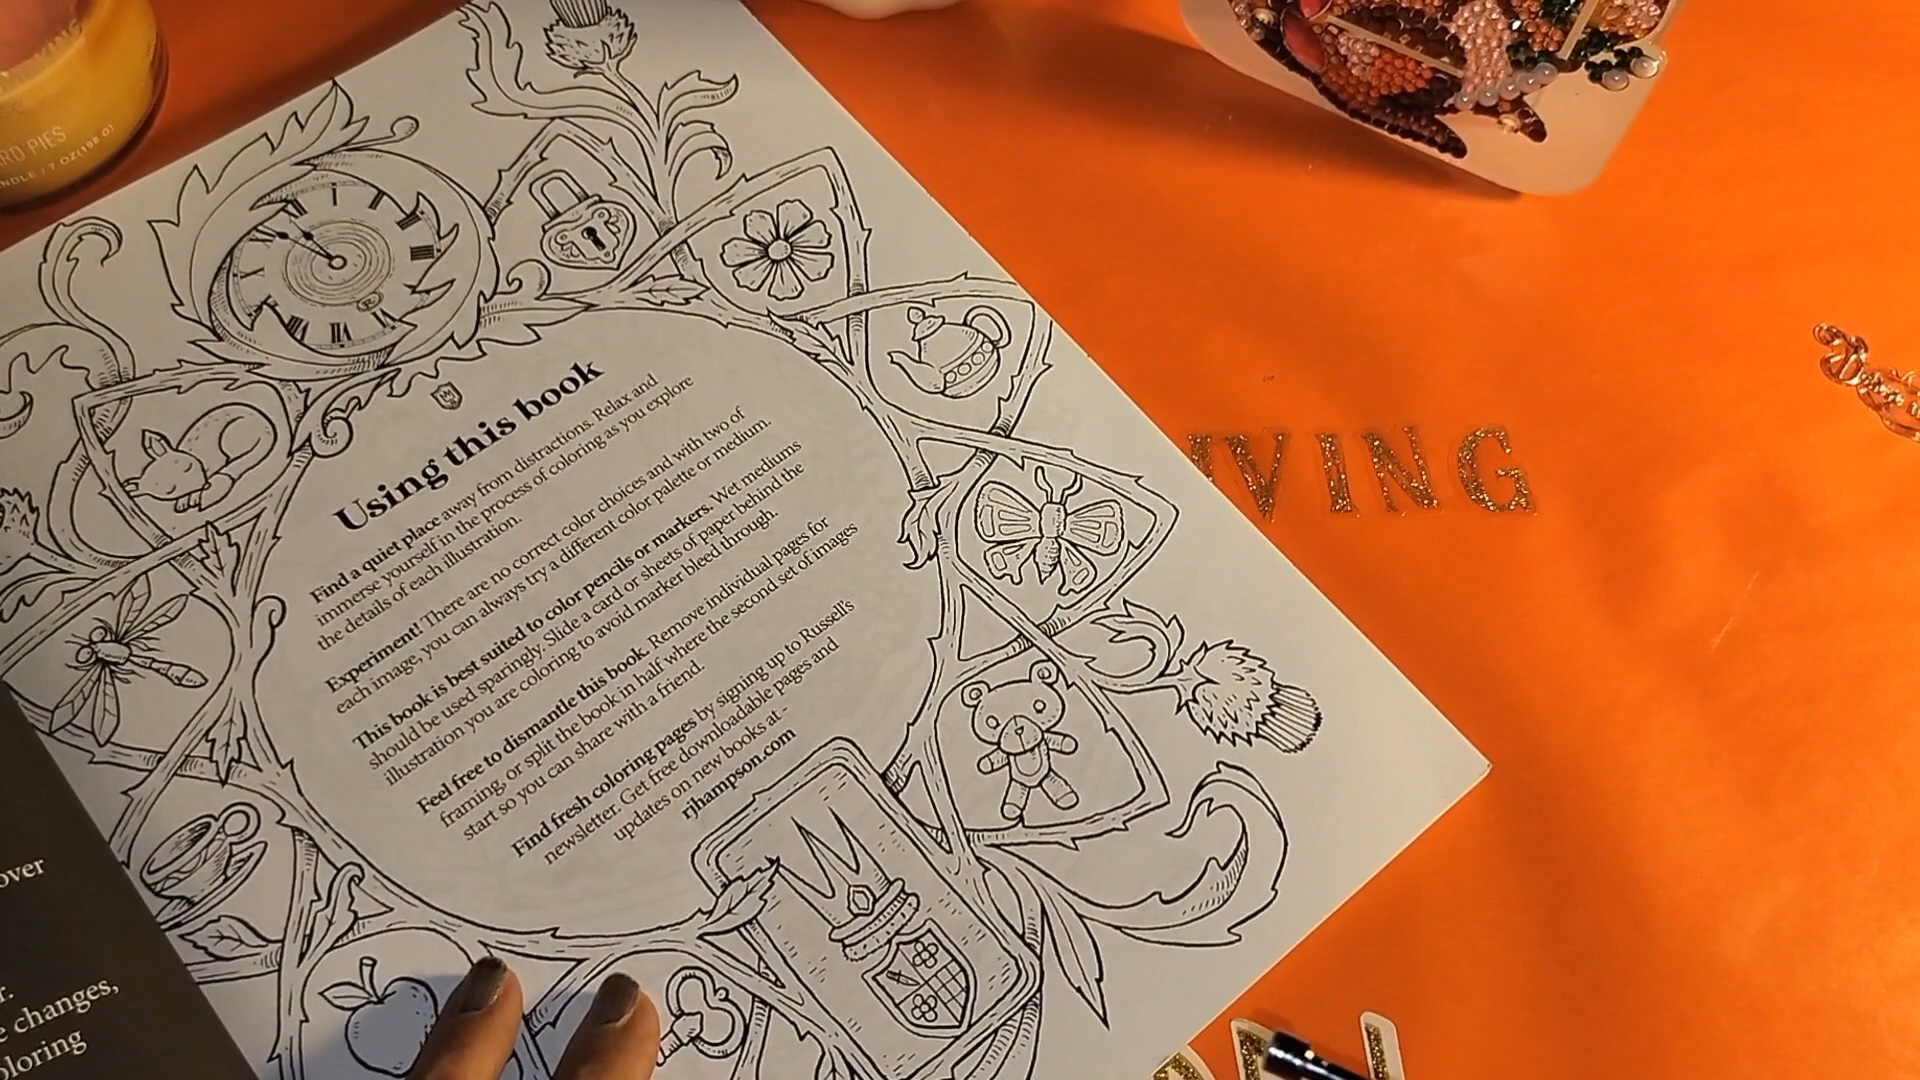 ARD PIES
NDLE / 7 OZ(198 G)
Using this book
Find a quiet place away from distractions. Relax and
immerse yourself in the process of coloring as you explore
the details of each illustration.
Experiment! There are no correct color choices and with two of
each image, you can always try a different color palette or medium.
This book is best suited to color pencils or markers. Wet mediums
should be used sparingly. Slide a card or sheets of paper behind the
illustration you are coloring to avoid marker bleed through.
Feel free to dismantle this book. Remove individual pages for
framing, or split the book in half where the second set of images
start so you can share with a friend.
Find fresh coloring pages by signing up to Russell's
newsletter. Get free downloadable pages and
updates on new books at -
rjhampson.com
IVING
over
r.
e changes,
oloring